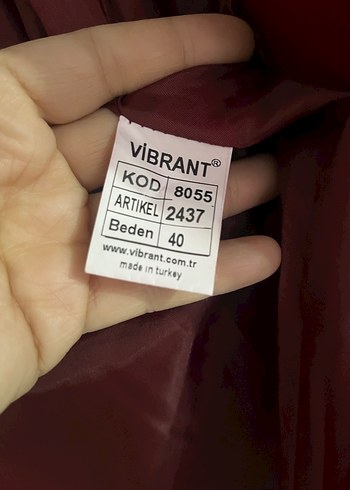 VİBRANT®
KOD 8055
ARTIKEL 2437
Beden 40
www.vibrant.com.tr
made in turkey